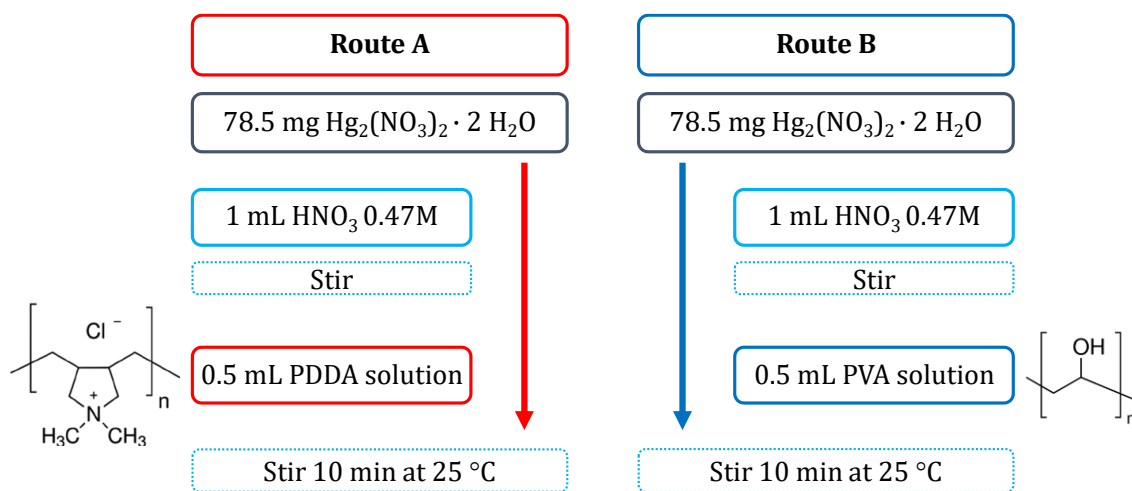 Route A
Route B
78.5 mg Hg₂(NO₃)₂ · 2 H₂O
78.5 mg Hg₂(NO₃)₂ · 2 H₂O
1 mL HNO₃ 0.47M
1 mL HNO₃ 0.47M
Stir
Stir
Cl ⁻
n
N
+
H₃C
CH₃
0.5 mL PDDA solution
0.5 mL PVA solution
OH
n
Stir 10 min at 25 °C
Stir 10 min at 25 °C